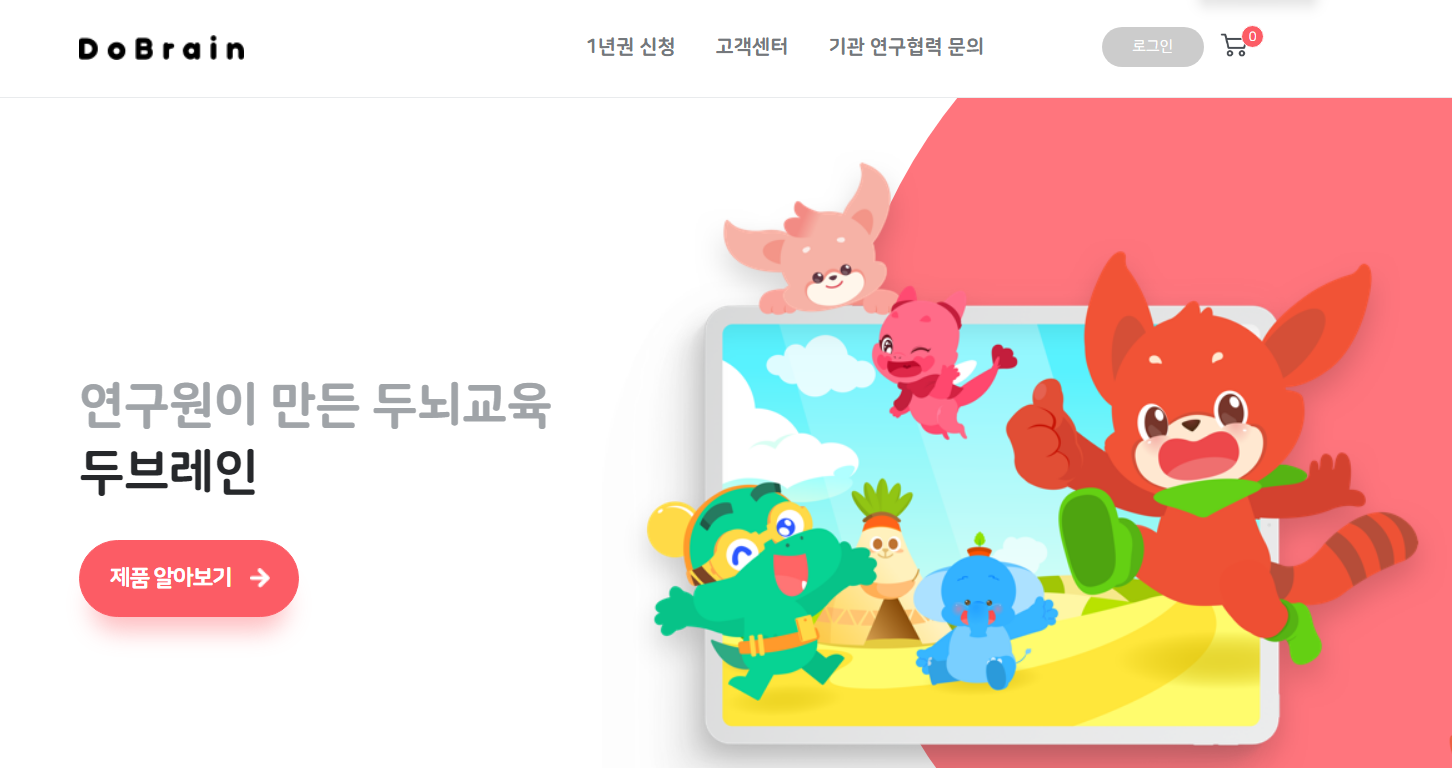 DoBrain
1년권 신청
고객센터
기관 연구협력 문의
로그인
0
연구원이 만든 두뇌교육
두브레인
제품 알아보기